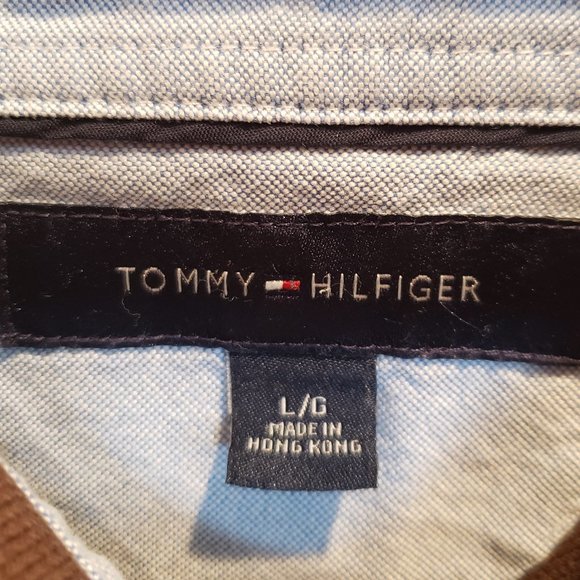 TOMMY HILFIGER
L/G
MADE IN
HONG KONG